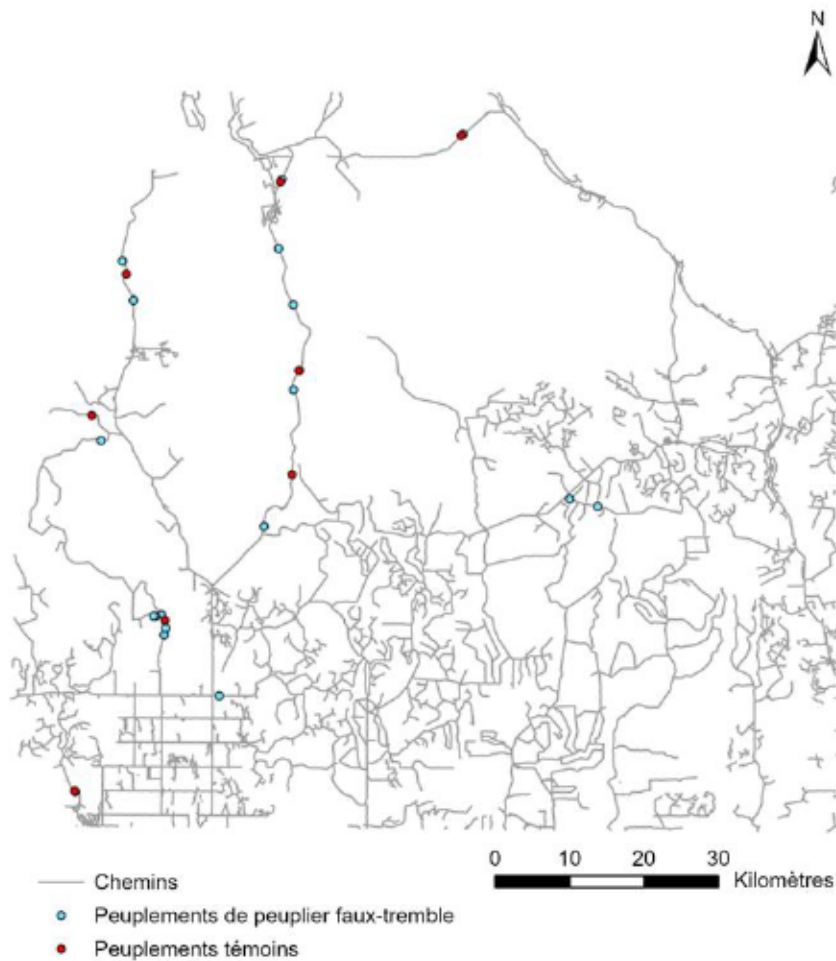 N
0 10 20 30
Kilomètres
Chemins
Peuplements de peuplier faux-tremble
Peuplements témoins